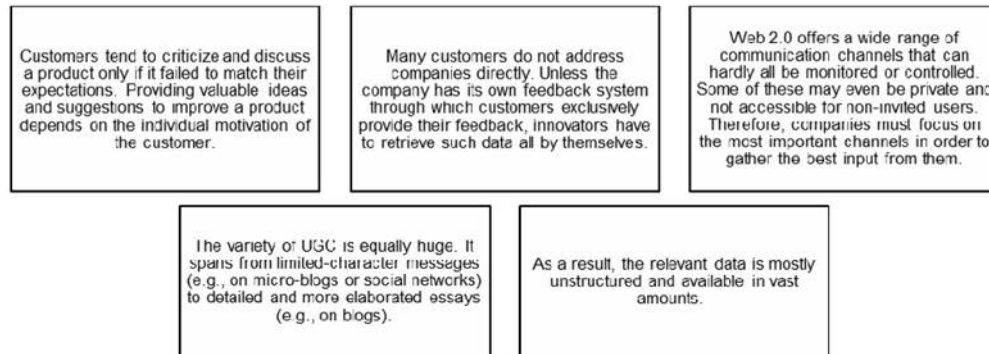 Customers tend to criticize and discuss
a product only if it failed to match their
expectations. Providing valuable ideas
and suggestions to improve a product
depends on the individual motivation of
the customer.
Many customers do not address
companies directly. Unless the
company has its own feedback system
through which customers exclusively
provide their feedback, innovators have
to retrieve such data all by themselves.
Web 2.0 offers a wide range of
communication channels that can
hardly all be monitored or controlled.
Some of these may even be private and
not accessible for non-invited users.
Therefore, companies must focus on
the most important channels in order to
gather the best input from them.
The variety of UGC is equally huge. It
spans from limited-character messages
(e.g., on micro-blogs or social networks)
to detailed and more elaborated essays
(e.g., on blogs).
As a result, the relevant data is mostly
unstructured and available in vast
amounts.